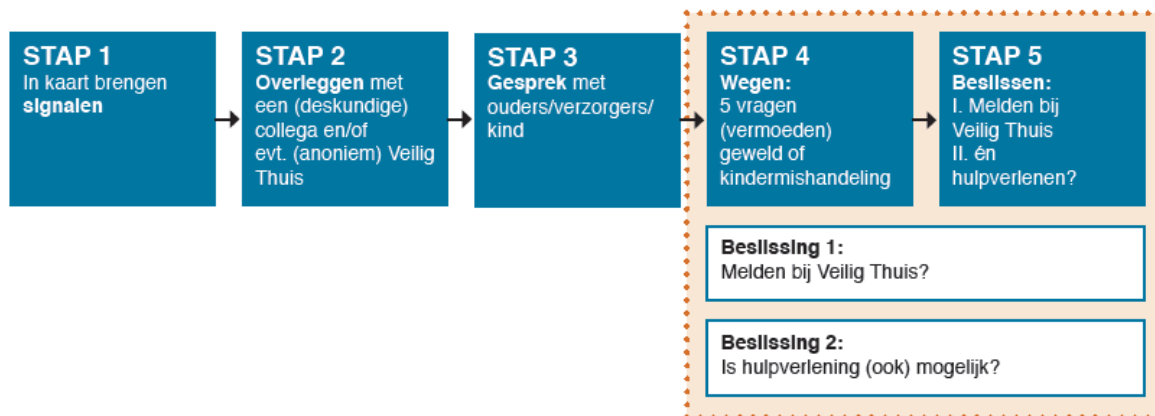 STAP 1
In kaart brengen
signalen
STAP 2
Overleggen met
een (deskundige)
collega en/of
evt. (anoniem) Veilig
Thuis
STAP 3
Gesprek met
ouders/verzorgers/
kind
STAP 4
Wegen:
5 vragen
(vermoeden)
geweld of
kindermishandeling
STAP 5
Beslissen:
I. Melden bij
Veilig Thuis
II. én
hulpverlenen?
Beslissing 1:
Melden bij Veilig Thuis?
Beslissing 2:
Is hulpverlening (ook) mogelijk?